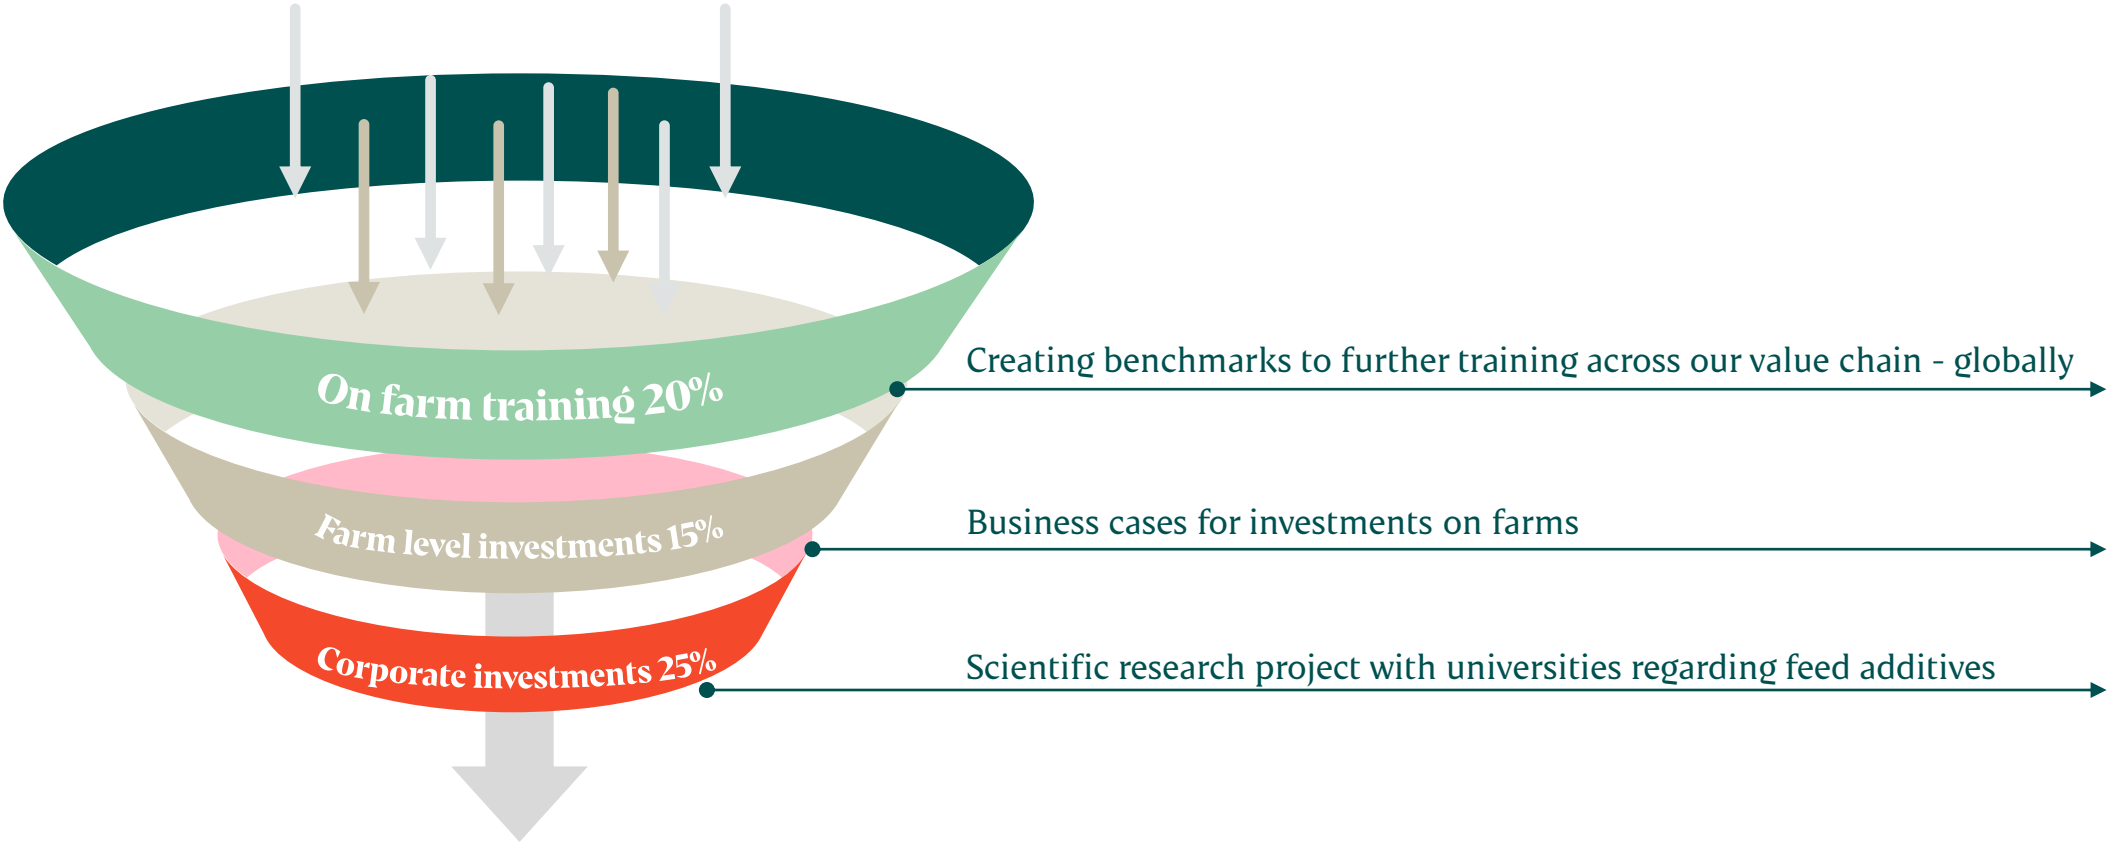 On farm training 20%
Creating benchmarks to further training across our value chain - globally
Farm level investments 15%
Business cases for investments on farms
Corporate investments 25%
Scientific research project with universities regarding feed additives